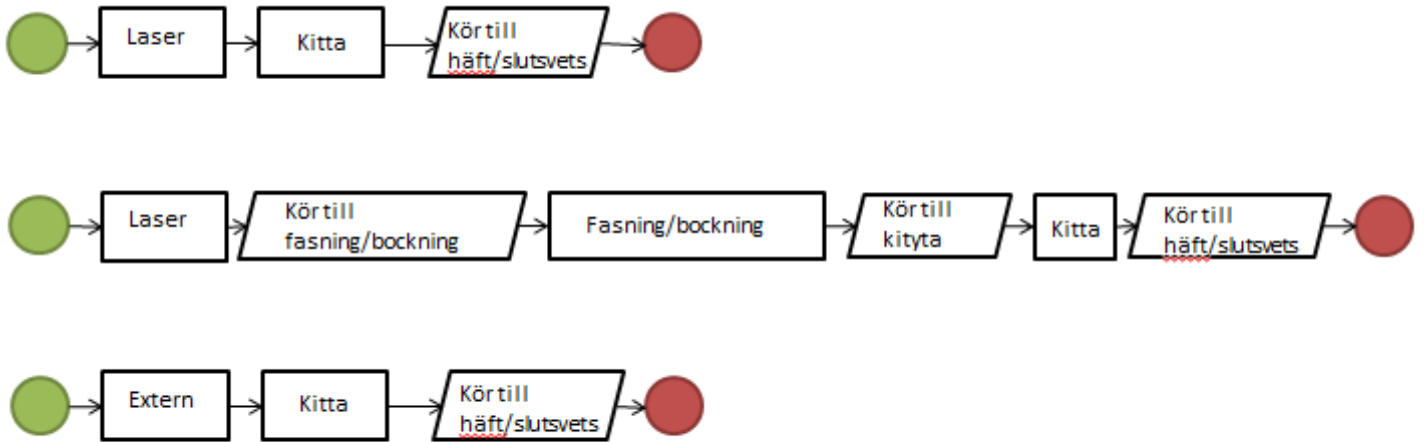 Laser
Kitta
Kör till
häft/slutsvets
Laser
Kör till
fasning/bockning
Fasning/bockning
Kör till
kityta
Kitta
Kör till
häft/slutsvets
Extern
Kitta
Kör till
häft/slutsvets